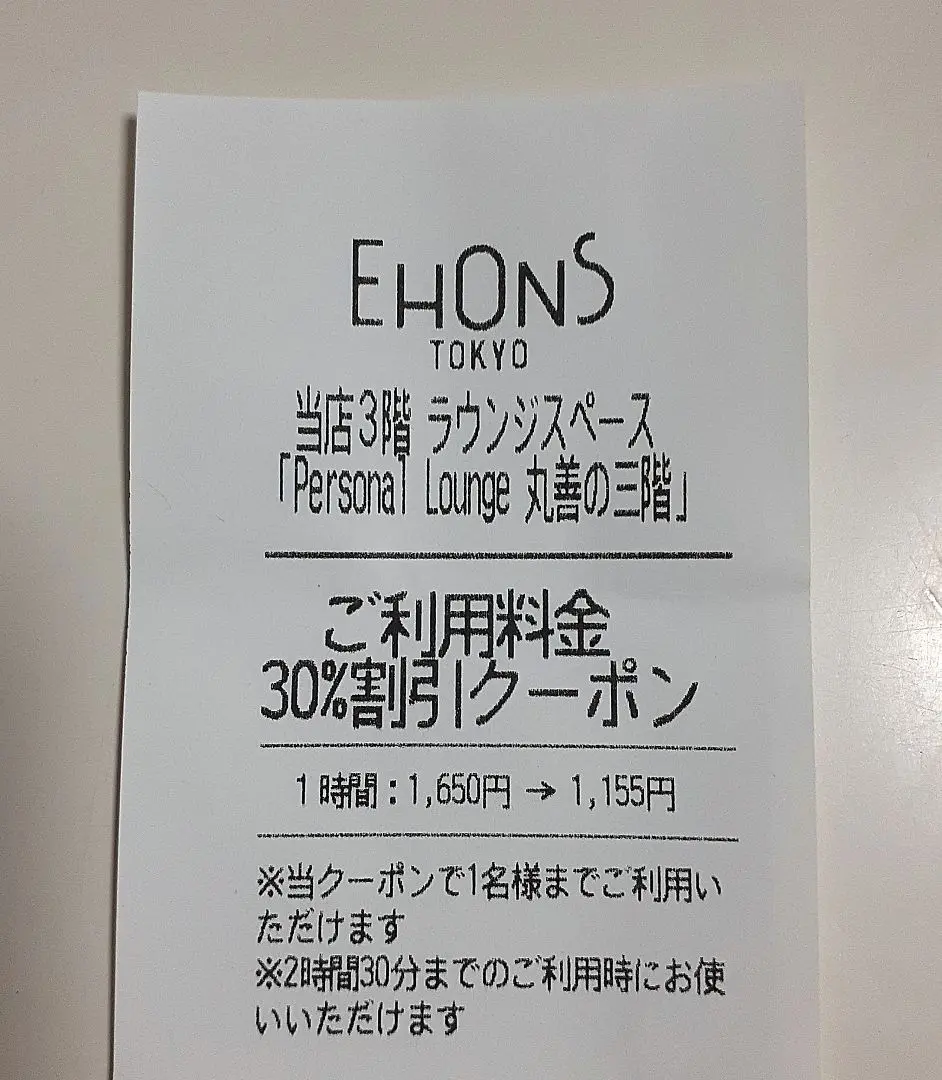 EHONS
TOKYO
当店3階 ラウンジスペース
「Personal Lounge 丸善の三階」
ご利用料金
30%割引クーポン
1時間:1,650円 → 1,155円
※当クーポンで1名様までご利用い
ただけます
※2時間30分までのご利用時にお使
いいただけます